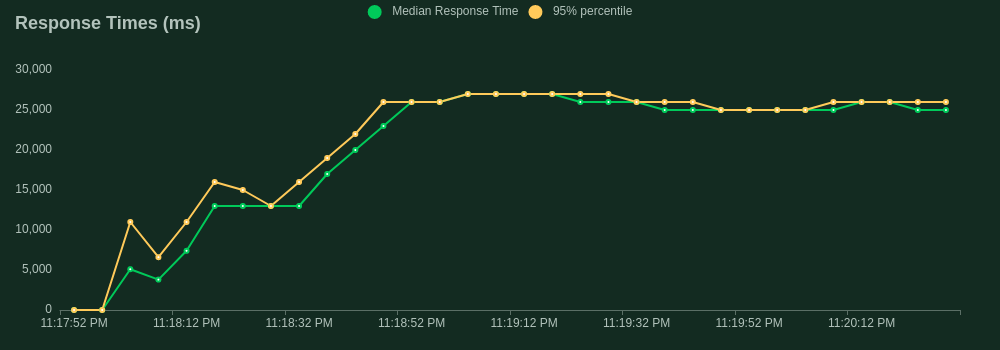 Median Response Time 95% percentile
Response Times (ms)
30,000
25,000
20,000
15,000
10,000
5,000
0
11:17:52 PM 11:18:12 PM 11:18:32 PM 11:18:52 PM 11:19:12 PM 11:19:32 PM 11:19:52 PM 11:20:12 PM